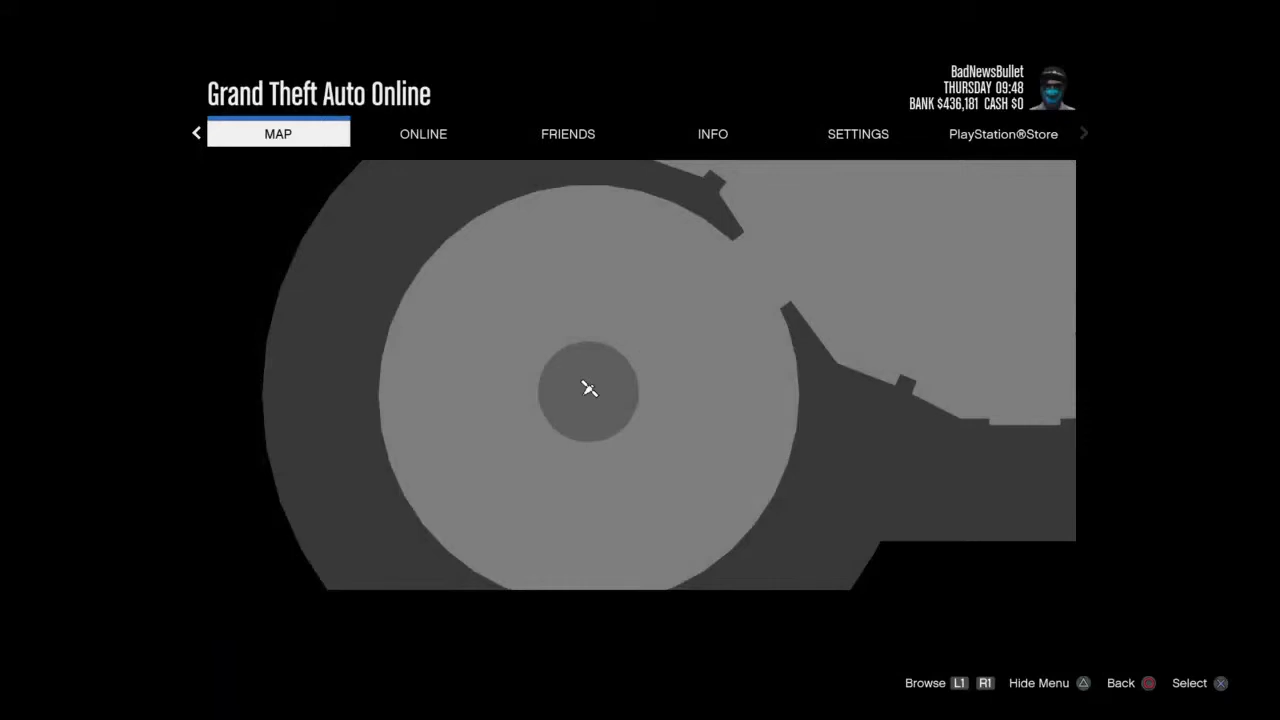 Grand Theft Auto Online
BadNewsBullet
THURSDAY 09:48
BANK $436,181 CASH $0
MAP
ONLINE
FRIENDS
INFO
SETTINGS
PlayStation®Store
Browse L1 R1 Hide Menu Back Select